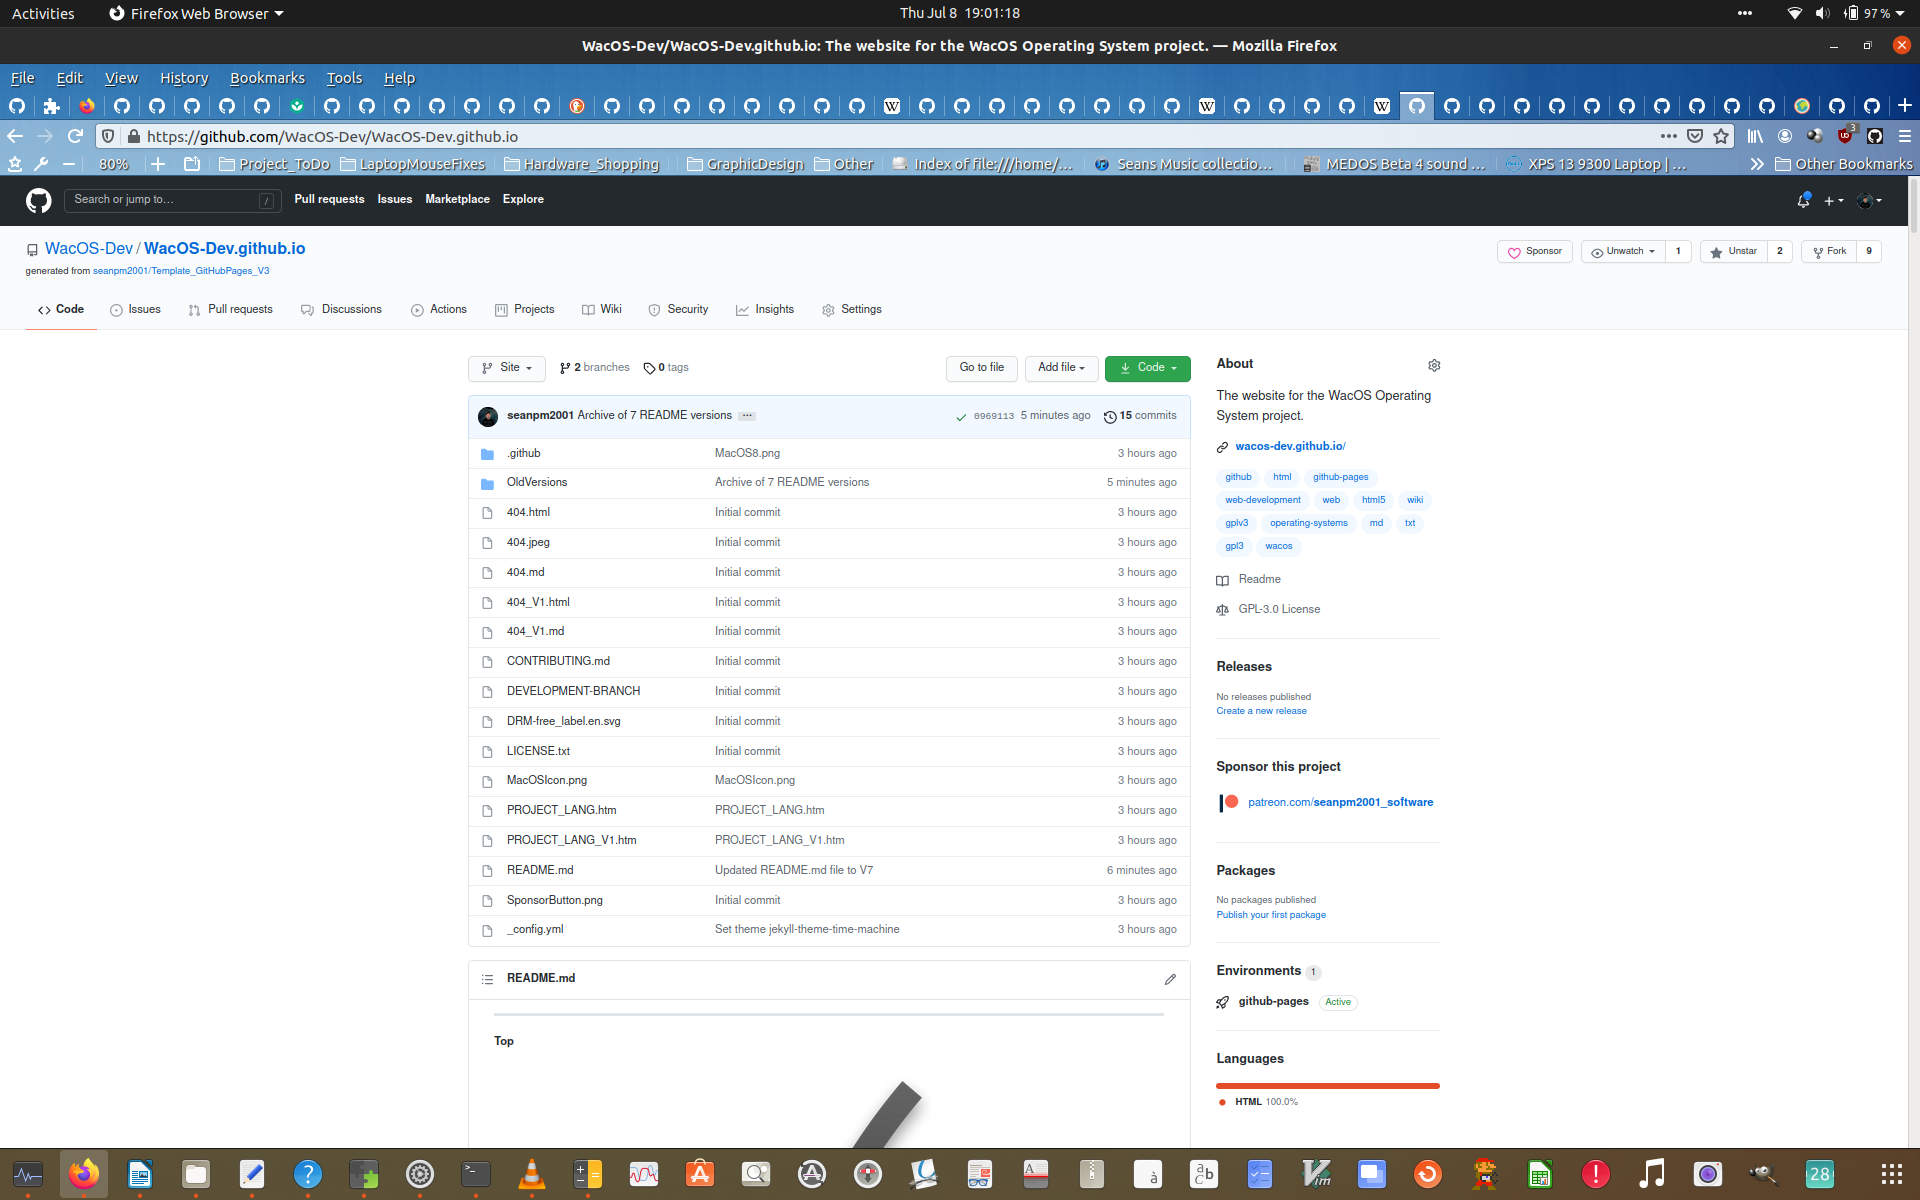 Activities Firefox Web Browser Thu Jul 8 19:01:18 97 %
WacOS-Dev/WacOS-Dev.github.io: The website for the WacOS Operating System project. — Mozilla Firefox
File Edit View History Bookmarks Tools Help
https://github.com/WacOS-Dev/WacOS-Dev.github.io 3
80% Project_ToDo LaptopMouseFixes Hardware_Shopping GraphicDesign Other Index of file:///home/… Seans Music collectio… MEDOS Beta 4 sound … XPS 13 9300 Laptop | … Other Bookmarks
Search or jump to… / Pull requests Issues Marketplace Explore
WacOS-Dev / WacOS-Dev.github.io Sponsor Unwatch 1 Unstar 2 Fork 9
generated from seanpm2001/Template_GitHubPages_V3
Code Issues Pull requests Discussions Actions Projects Wiki Security Insights Settings
Site 2 branches 0 tags Go to file Add file Code
seanpm2001 Archive of 7 README versions ... 0969113 5 minutes ago 15 commits
.github MacOS8.png 3 hours ago
OldVersions Archive of 7 README versions 5 minutes ago
404.html Initial commit 3 hours ago
404.jpeg Initial commit 3 hours ago
404.md Initial commit 3 hours ago
404_V1.html Initial commit 3 hours ago
404_V1.md Initial commit 3 hours ago
CONTRIBUTING.md Initial commit 3 hours ago
DEVELOPMENT-BRANCH Initial commit 3 hours ago
DRM-free_label.en.svg Initial commit 3 hours ago
LICENSE.txt Initial commit 3 hours ago
MacOSIcon.png MacOSIcon.png 3 hours ago
PROJECT_LANG.htm PROJECT_LANG.htm 3 hours ago
PROJECT_LANG_V1.htm PROJECT_LANG_V1.htm 3 hours ago
README.md Updated README.md file to V7 6 minutes ago
SponsorButton.png Initial commit 3 hours ago
_config.yml Set theme jekyll-theme-time-machine 3 hours ago
README.md
Top
About
The website for the WacOS Operating
System project.
wacos-dev.github.io/
github html github-pages
web-development web html5 wiki
gplv3 operating-systems md txt
gpl3 wacos
Readme
GPL-3.0 License
Releases
No releases published
Create a new release
Sponsor this project
patreon.com/seanpm2001_software
Packages
No packages published
Publish your first package
Environments 1
github-pages Active
Languages
HTML 100.0%
28